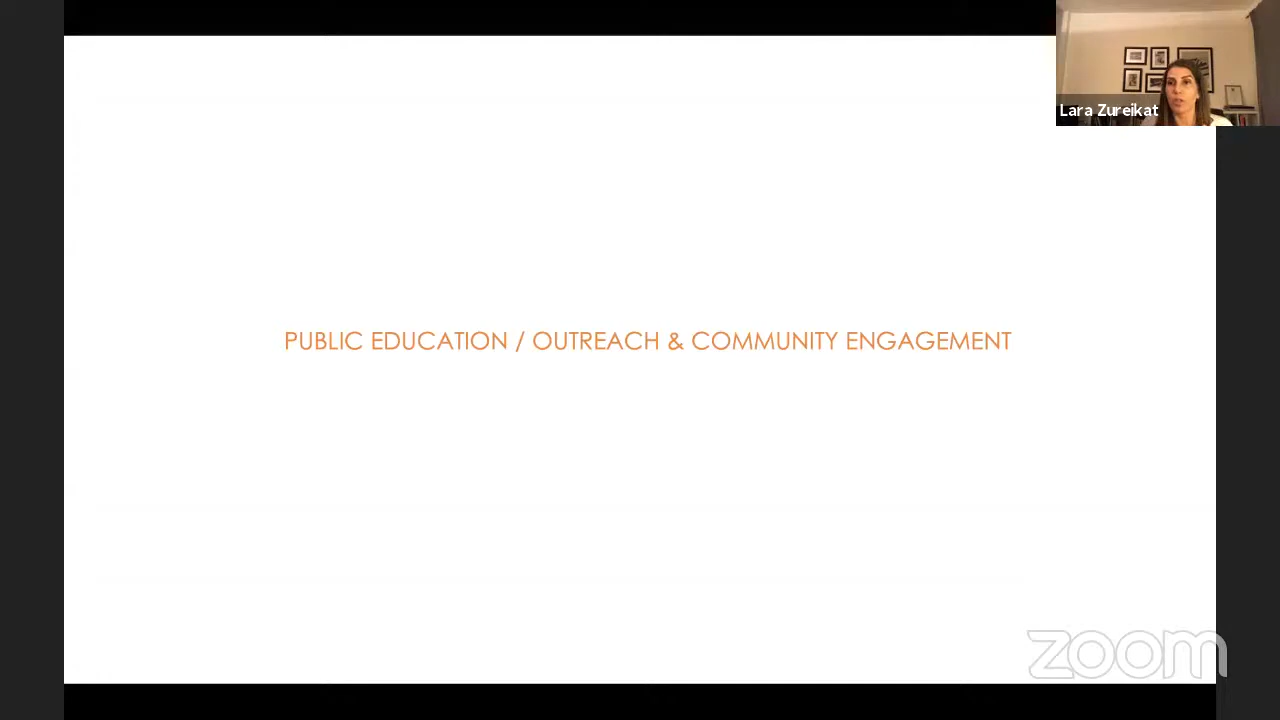 Lara Zureikat
PUBLIC EDUCATION / OUTREACH & COMMUNITY ENGAGEMENT
zoom